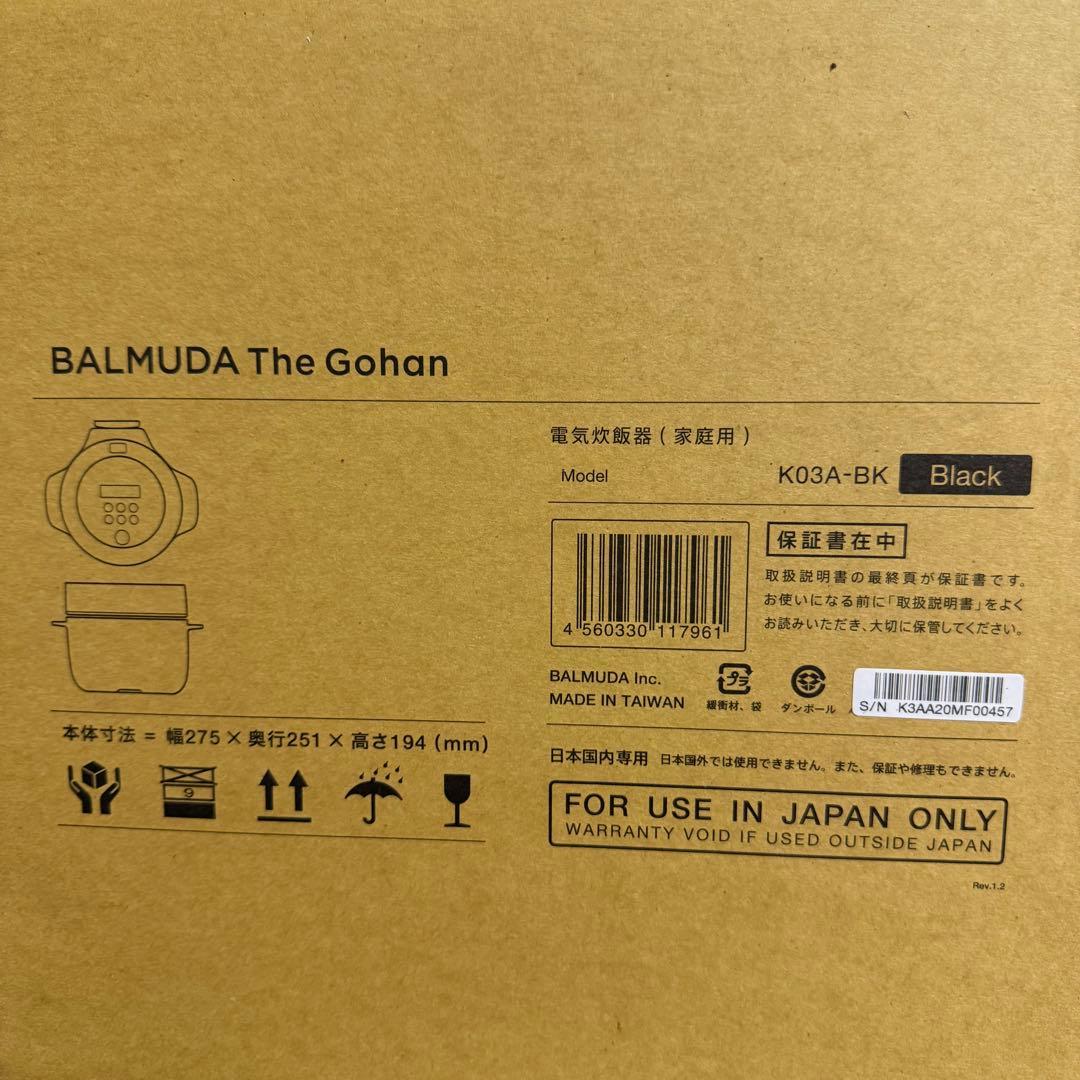 BALMUDA The Gohan
電気炊飯器(家庭用)
Model K03A-BK Black
4 560330 117961
保証書在中
取扱説明書の最終頁が保証書です。
お使いになる前に「取扱説明書」をよく
お読みいただき、大切に保管してください。
BALMUDA Inc.
MADE IN TAIWAN
プラ
緩衝材、袋
ダンボール
S/N K3AA20MF00457
本体寸法 = 幅275×奥行251×高さ194(mm)
9
日本国内専用 日本国外では使用できません。また、保証や修理もできません。
FOR USE IN JAPAN ONLY
WARRANTY VOID IF USED OUTSIDE JAPAN
Rev.1.2